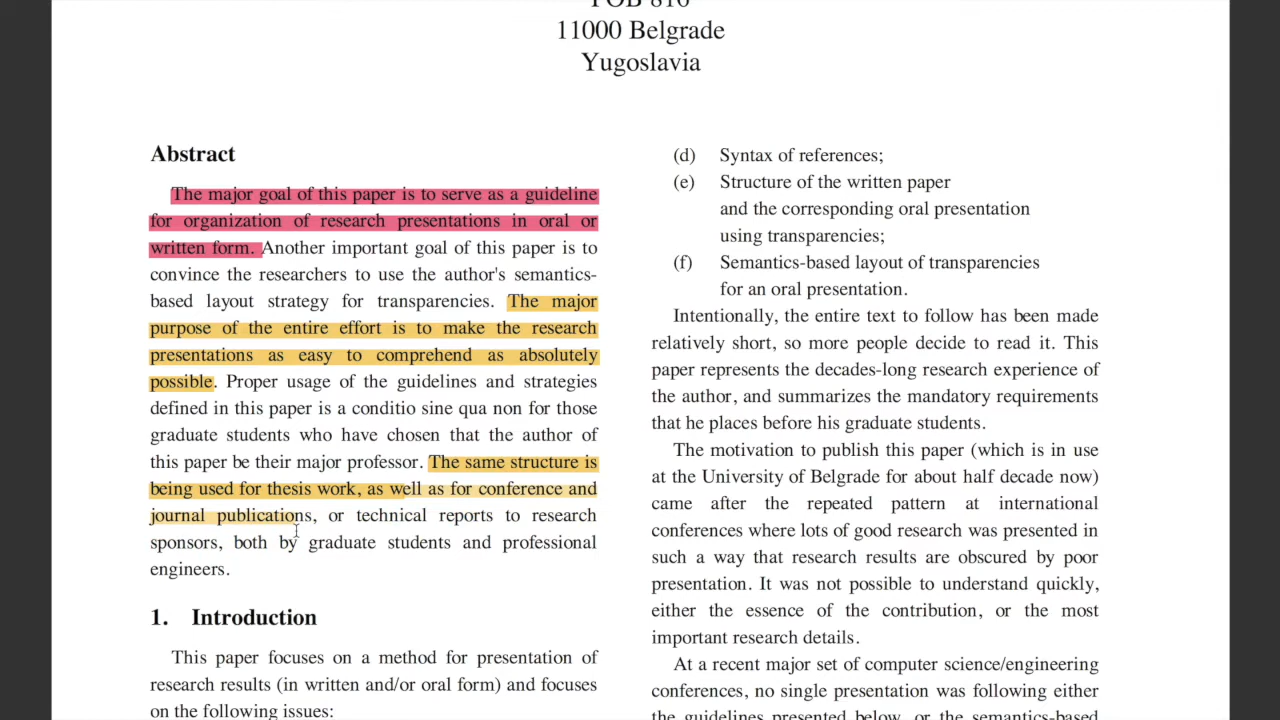 POB 816
11000 Belgrade
Yugoslavia
Abstract
The major goal of this paper is to serve as a guideline
for organization of research presentations in oral or
written form. Another important goal of this paper is to
convince the researchers to use the author's semantics-
based layout strategy for transparencies. The major
purpose of the entire effort is to make the research
presentations as easy to comprehend as absolutely
possible. Proper usage of the guidelines and strategies
defined in this paper is a conditio sine qua non for those
graduate students who have chosen that the author of
this paper be their major professor. The same structure is
being used for thesis work, as well as for conference and
journal publications, or technical reports to research
sponsors, both by graduate students and professional
engineers.
1. Introduction
This paper focuses on a method for presentation of
research results (in written and/or oral form) and focuses
on the following issues:
(d) Syntax of references;
(e) Structure of the written paper
and the corresponding oral presentation
using transparencies;
(f) Semantics-based layout of transparencies
for an oral presentation.
Intentionally, the entire text to follow has been made
relatively short, so more people decide to read it. This
paper represents the decades-long research experience of
the author, and summarizes the mandatory requirements
that he places before his graduate students.
The motivation to publish this paper (which is in use
at the University of Belgrade for about half decade now)
came after the repeated pattern at international
conferences where lots of good research was presented in
such a way that research results are obscured by poor
presentation. It was not possible to understand quickly,
either the essence of the contribution, or the most
important research details.
At a recent major set of computer science/engineering
conferences, no single presentation was following either
the guidelines presented below, or the semantics-based